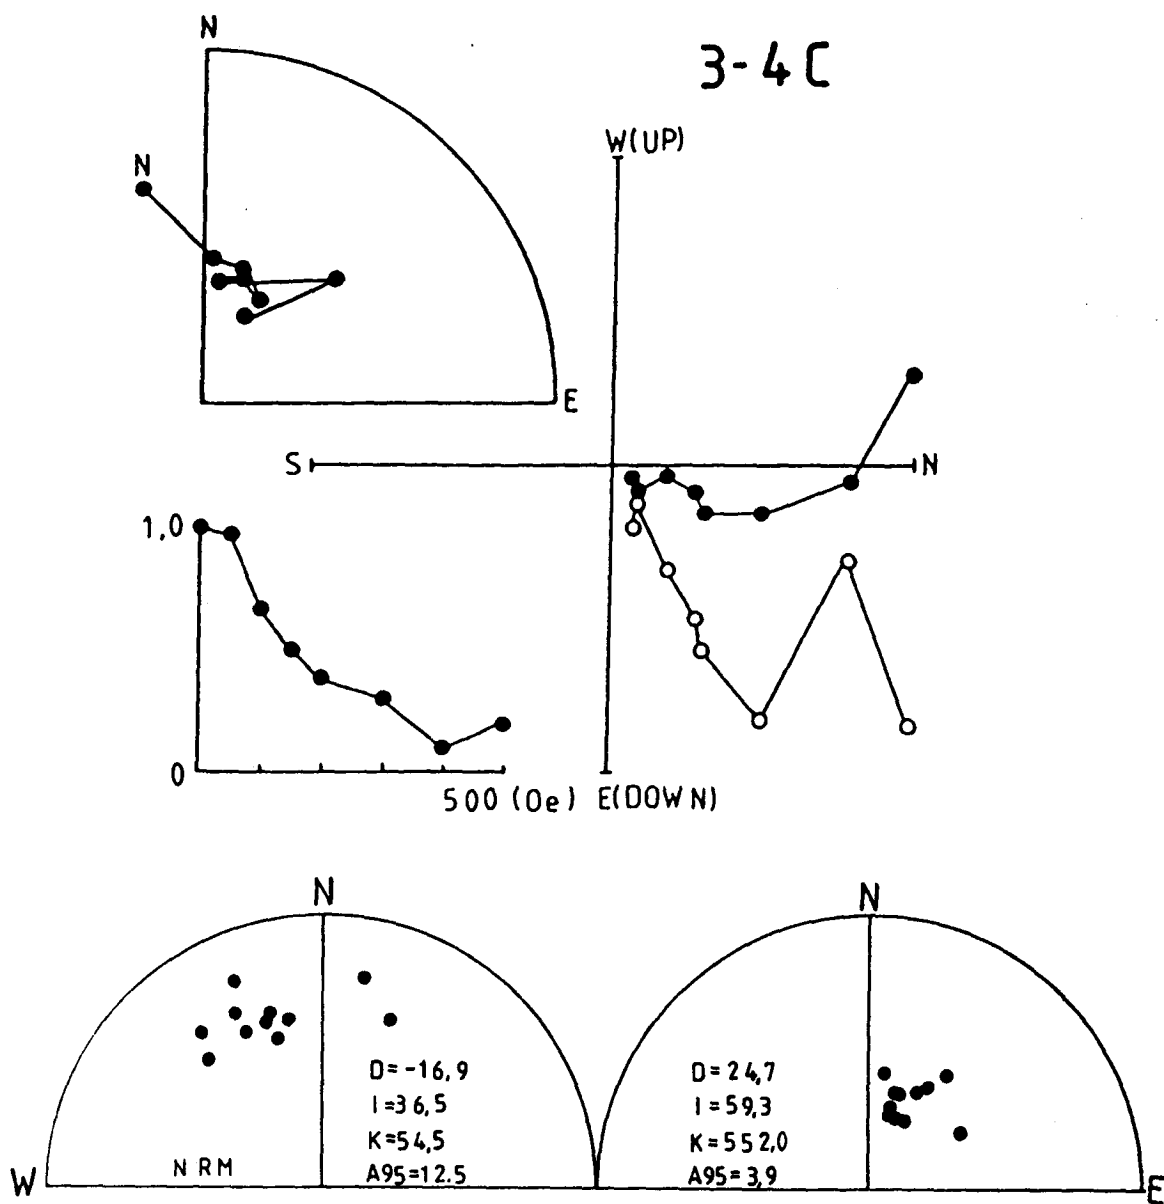 N
3-4C
W(UP)
N
E
S
N
1,0
0
500 (Oe)
E(DOWN)
N
N
D=-16,9
I=36,5
K=54,5
A95=12.5
NRM
W
D=24,7
I=59,3
K=552,0
A95=3,9
E